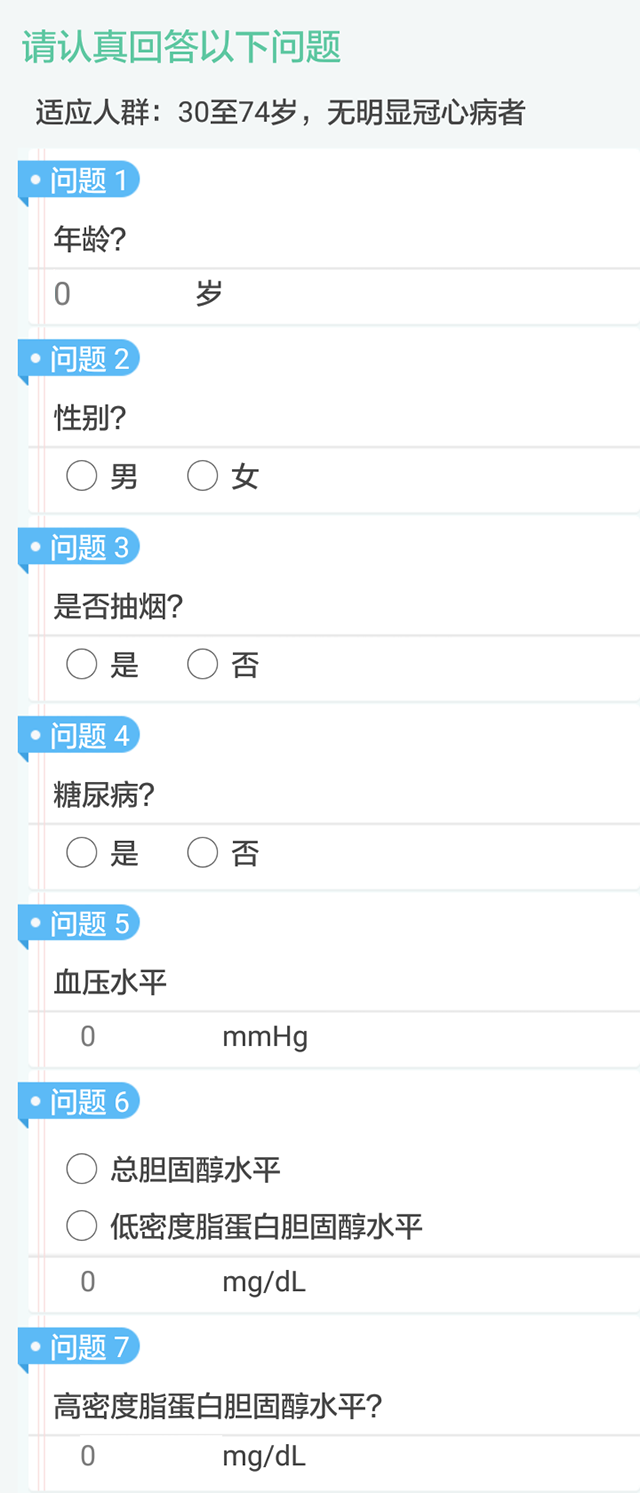 请认真回答以下问题
适应人群：30至74岁，无明显冠心病者
问题 1
年龄?
0 岁
问题 2
性别?
男 女
问题 3
是否抽烟?
是 否
问题 4
糖尿病?
是 否
问题 5
血压水平
0 mmHg
问题 6
总胆固醇水平
低密度脂蛋白胆固醇水平
0 mg/dL
问题 7
高密度脂蛋白胆固醇水平?
0 mg/dL